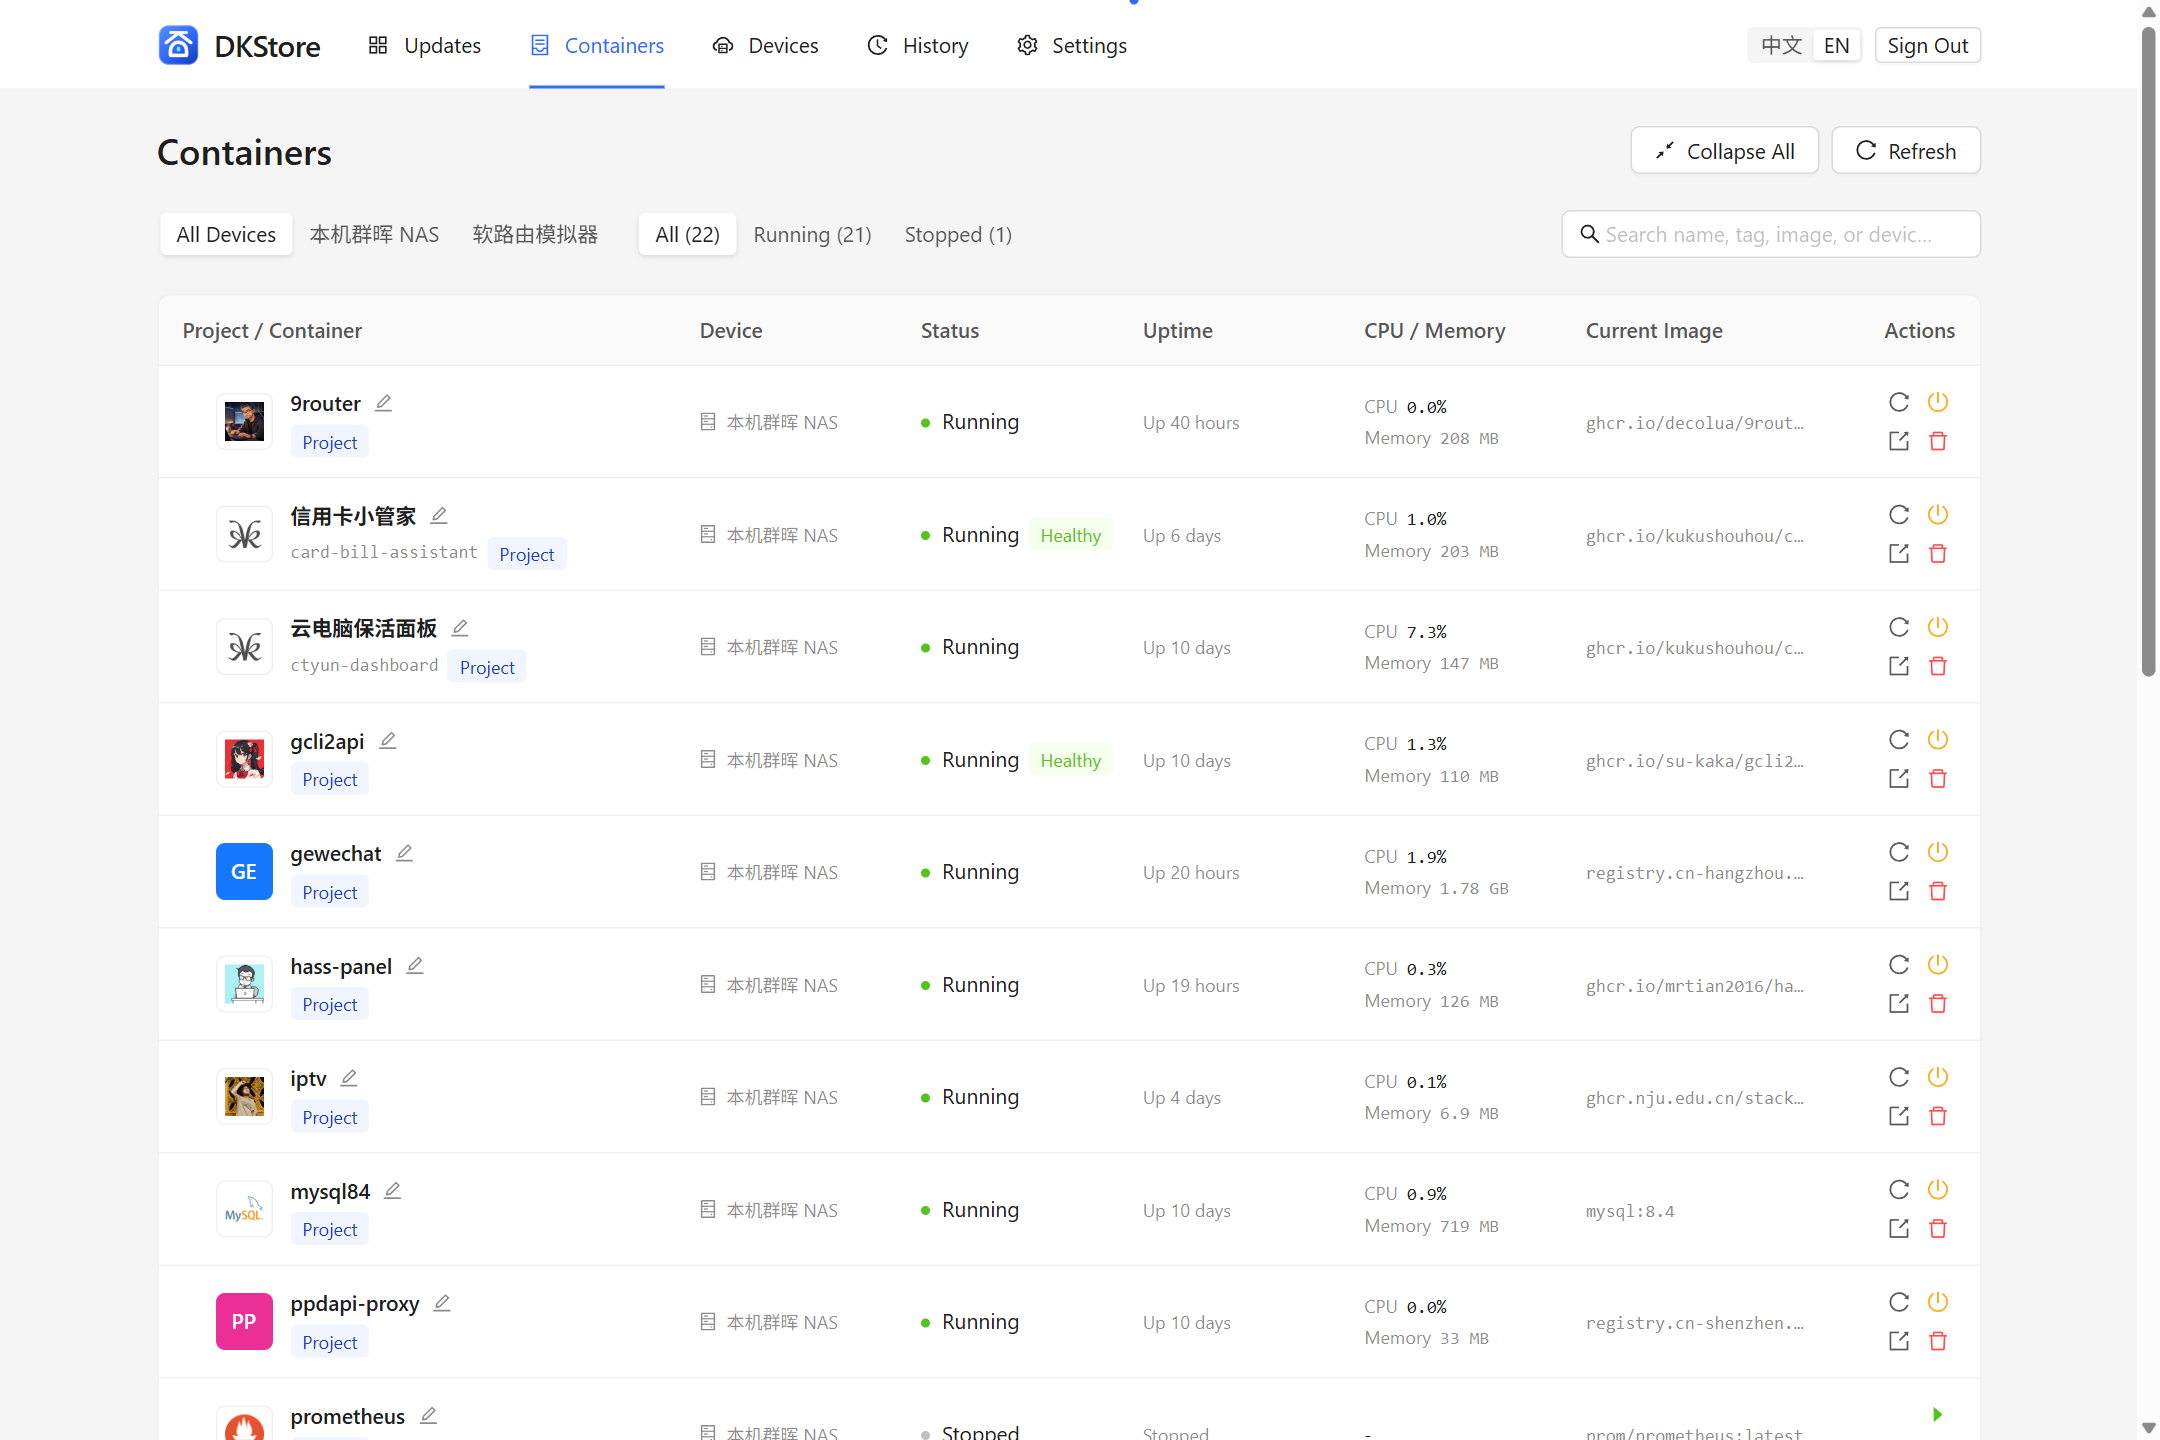 DKStore
Updates
Containers
Devices
History
Settings
中文
EN
Sign Out
Containers
Collapse All
Refresh
All Devices
本机群晖 NAS
软路由模拟器
All (22)
Running (21)
Stopped (1)
Search name, tag, image, or devic...
Project / Container
Device
Status
Uptime
CPU / Memory
Current Image
Actions
9router
Project
本机群晖 NAS
Running
Up 40 hours
CPU 0.0%
Memory 208 MB
ghcr.io/decolua/9rout…
信用卡小管家
card-bill-assistant
Project
本机群晖 NAS
Running
Healthy
Up 6 days
CPU 1.0%
Memory 203 MB
ghcr.io/kukushouhou/c…
云电脑保活面板
ctyun-dashboard
Project
本机群晖 NAS
Running
Up 10 days
CPU 7.3%
Memory 147 MB
ghcr.io/kukushouhou/c…
gcli2api
Project
本机群晖 NAS
Running
Healthy
Up 10 days
CPU 1.3%
Memory 110 MB
ghcr.io/su-kaka/gcli2…
GE
gewechat
Project
本机群晖 NAS
Running
Up 20 hours
CPU 1.9%
Memory 1.78 GB
registry.cn-hangzhou.…
hass-panel
Project
本机群晖 NAS
Running
Up 19 hours
CPU 0.3%
Memory 126 MB
ghcr.io/mrtian2016/ha…
iptv
Project
本机群晖 NAS
Running
Up 4 days
CPU 0.1%
Memory 6.9 MB
ghcr.nju.edu.cn/stack…
MySQL
mysql84
Project
本机群晖 NAS
Running
Up 10 days
CPU 0.9%
Memory 719 MB
mysql:8.4
PP
ppdapi-proxy
Project
本机群晖 NAS
Running
Up 10 days
CPU 0.0%
Memory 33 MB
registry.cn-shenzhen.…
prometheus
本机群晖 NAS
Stopped
Stopped
-
prom/prometheus:latest